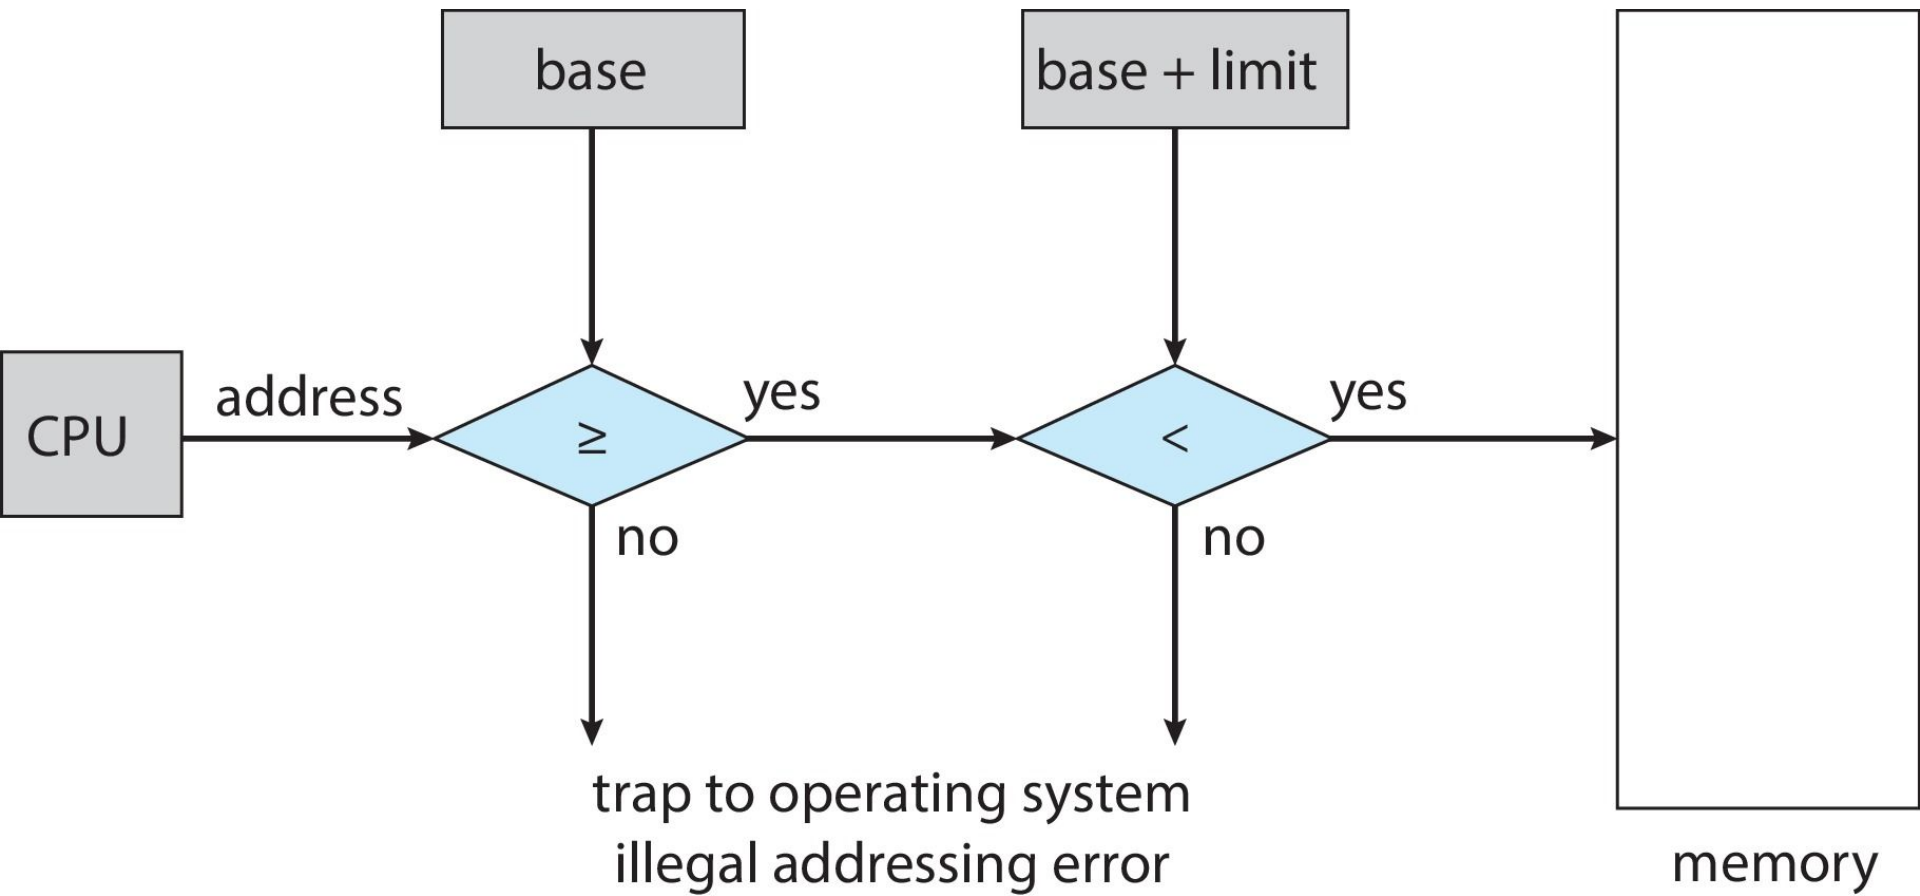 base
base + limit
CPU
address
≥
yes
<
yes
no
no
trap to operating system
illegal addressing error
memory